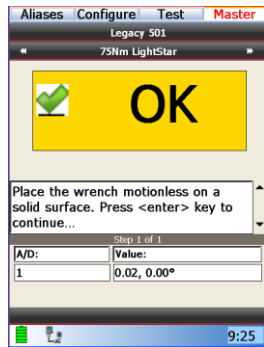 Aliases Configure Test Master
Legacy 501
75Nm LightStar
OK
Place the wrench motionless on a
solid surface. Press <enter> key to
continue...
Step 1 of 1
A/D: Value:
1 0.02, 0.00°
9:25